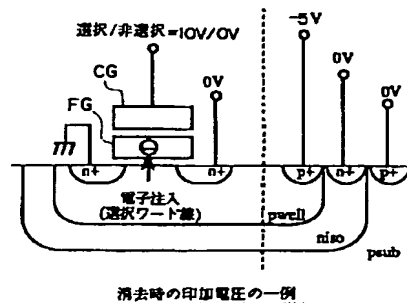 選択/非選択=10V/0V
-5V
CG
0V
0V
FG
0V
n+
n+
p+
n+
p+
電子注入
(選択ワード線)
pwell
niso
psub
消去時の印加電圧の一例